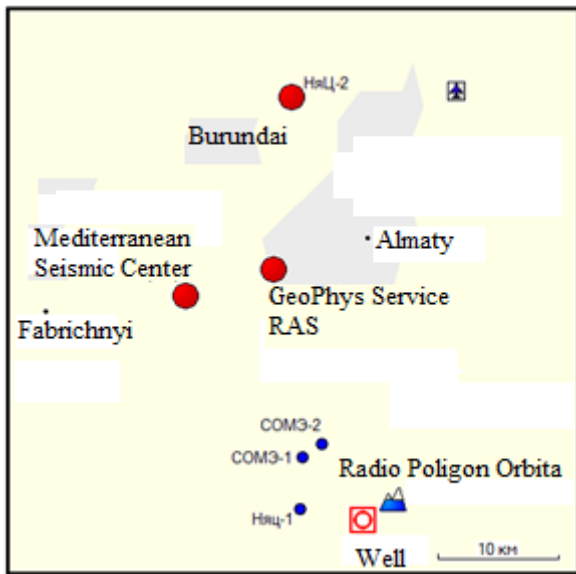 НяЦ-2
Burundai
Mediterranean
Seismic Center
Almaty
GeoPhys Service
RAS
Fabrichnyi
СОМЭ-2
СОМЭ-1
Radio Poligon Orbita
Няц-1
Well
10 км